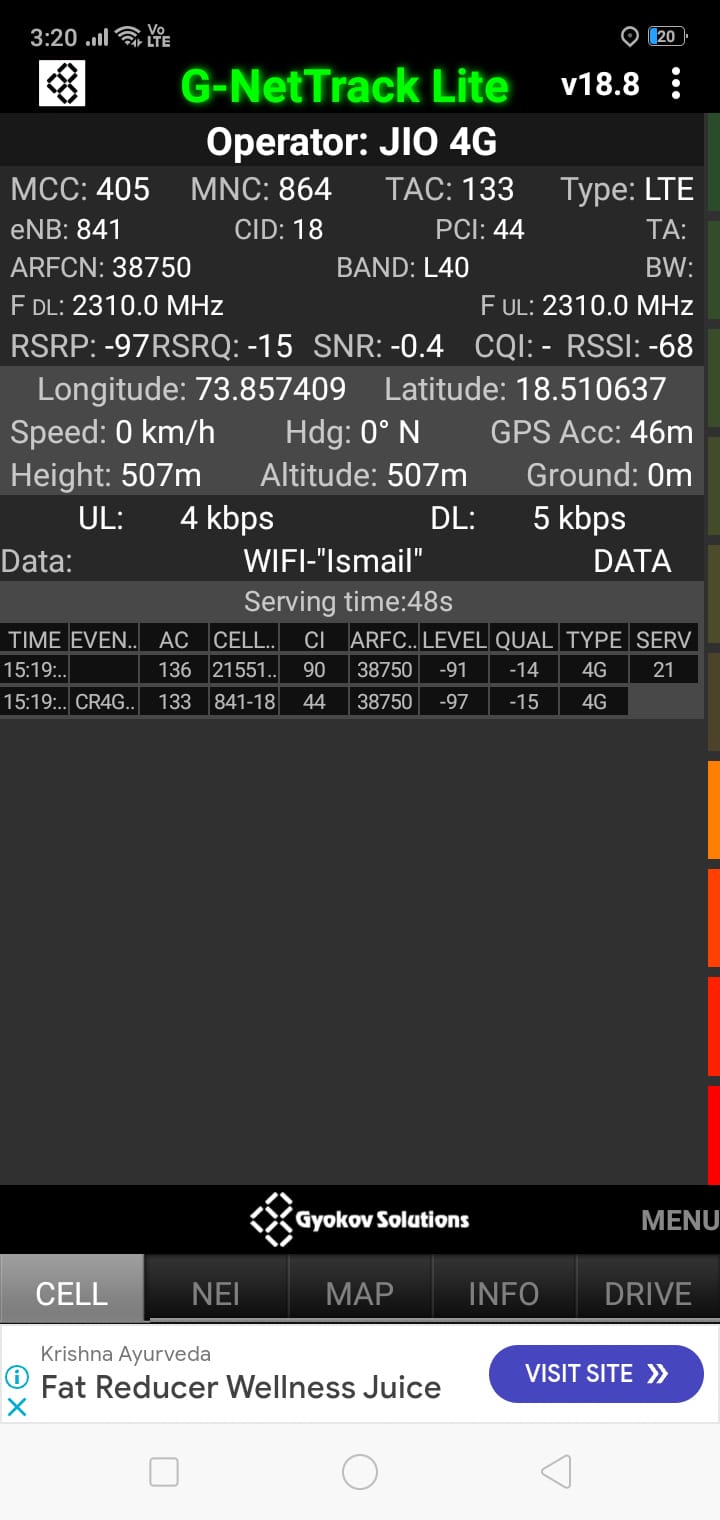 3:20 Vo LTE 20
G-NetTrack Lite v18.8
Operator: JIO 4G
MCC: 405 MNC: 864 TAC: 133 Type: LTE
eNB: 841 CID: 18 PCI: 44 TA:
ARFCN: 38750 BAND: L40 BW:
F DL: 2310.0 MHz F UL: 2310.0 MHz
RSRP: -97RSRQ: -15 SNR: -0.4 CQI: - RSSI: -68
Longitude: 73.857409 Latitude: 18.510637
Speed: 0 km/h Hdg: 0° N GPS Acc: 46m
Height: 507m Altitude: 507m Ground: 0m
UL: 4 kbps DL: 5 kbps
Data: WIFI-"Ismail" DATA
Serving time:48s
TIME EVEN.. AC CELL.. CI ARFC.. LEVEL QUAL TYPE SERV
15:19:.. 136 21551.. 90 38750 -91 -14 4G 21
15:19:.. CR4G.. 133 841-18 44 38750 -97 -15 4G
Gyokov Solutions MENU
CELL NEI MAP INFO DRIVE
Krishna Ayurveda
Fat Reducer Wellness Juice VISIT SITE